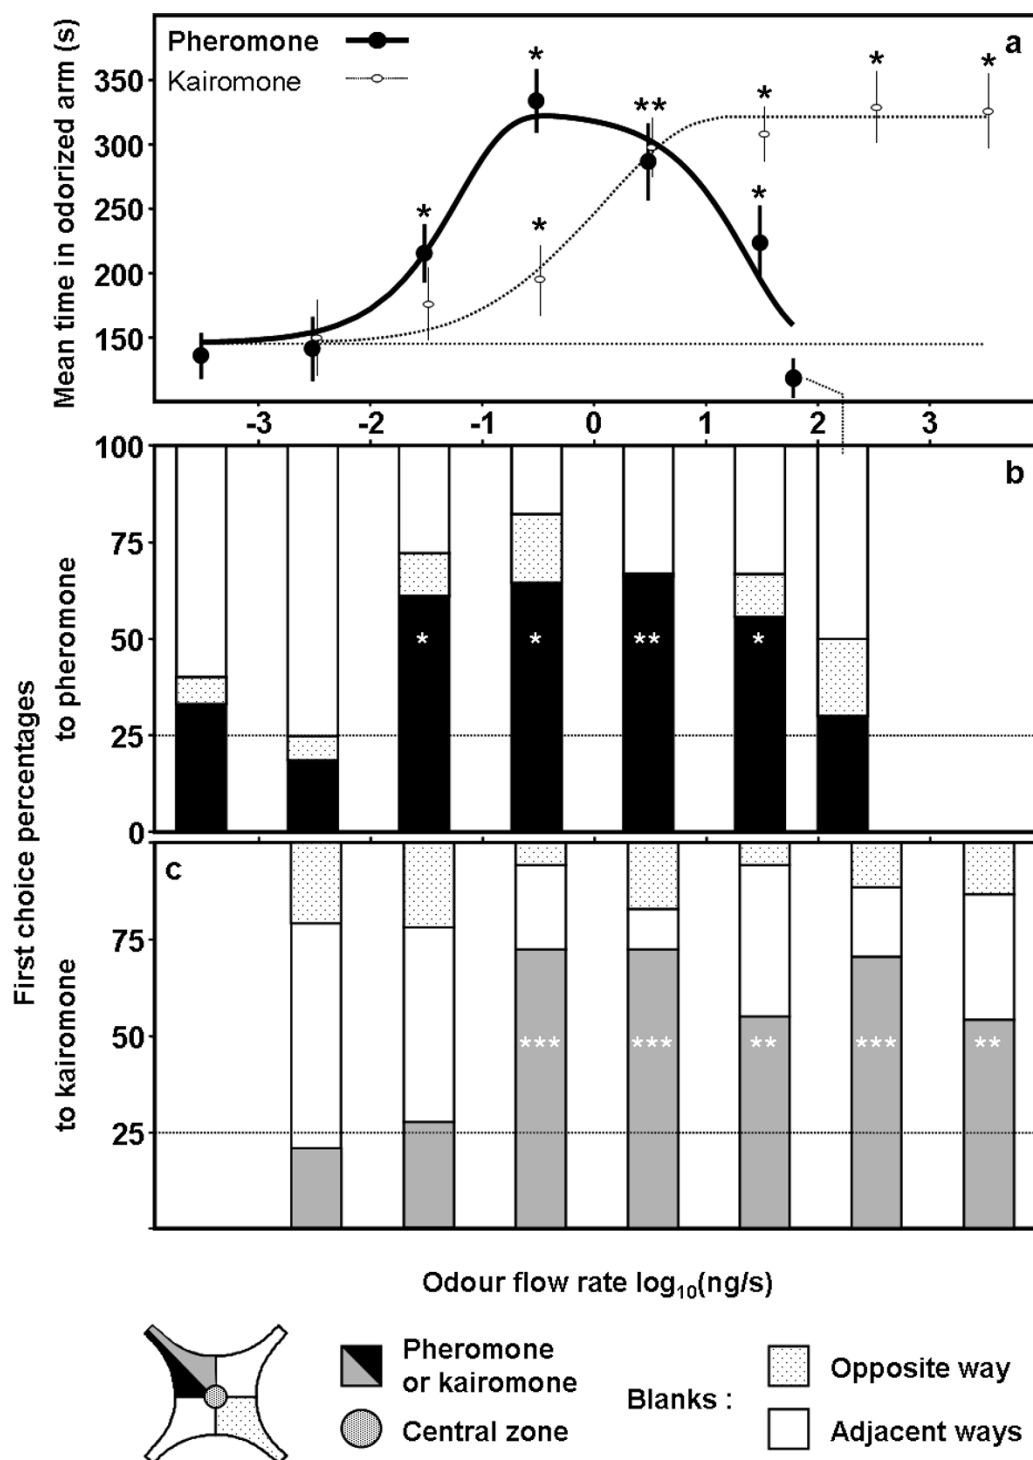 Mean time in odorized arm (s)
Pheromone
Kairomone
a
*
*
**
*
*
*
*
*
350
300
250
200
150
-3 -2 -1 0 1 2 3
First choice percentages
to pheromone
b
100
75
50
25
0
* * ** *
to kairomone
c
75
50
25
*** *** ** *** **
Odour flow rate log10(ng/s)
Pheromone
or kairomone
Central zone
Blanks :
Opposite way
Adjacent ways